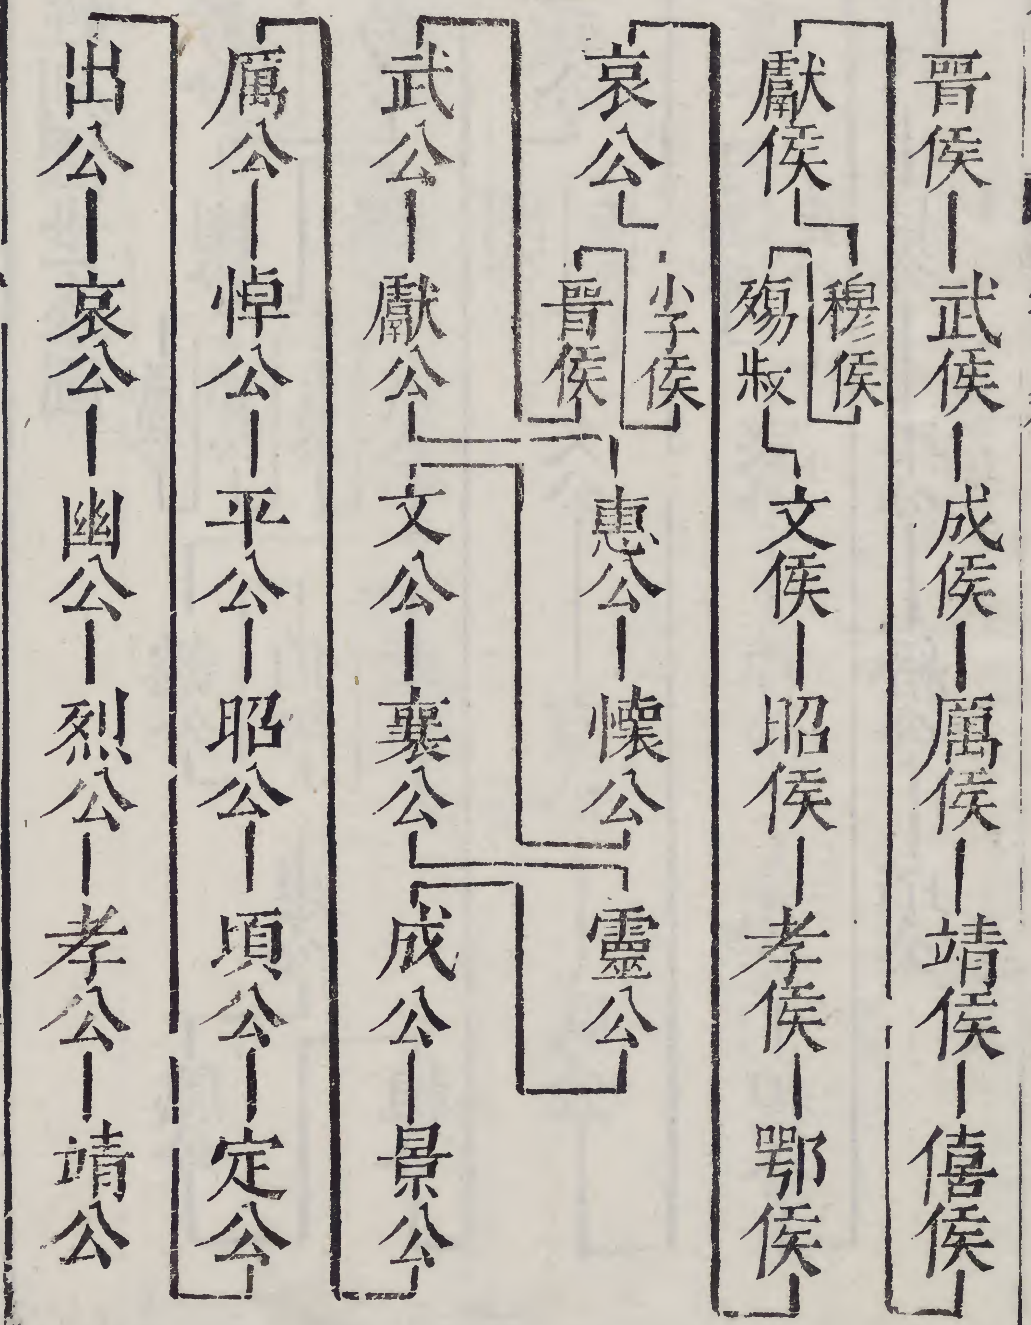 晉侯 武侯 成侯 厲侯 靖侯 僖侯
獻侯 穆侯 殤叔 文侯 昭侯 孝侯 鄂侯
哀公 小子侯 晉侯 惠公 懷公 靈公
武公 獻公 文公 襄公 成公 景公
厲公 悼公 平公 昭公 頃公 定公
出公 哀公 幽公 烈公 孝公 靖公